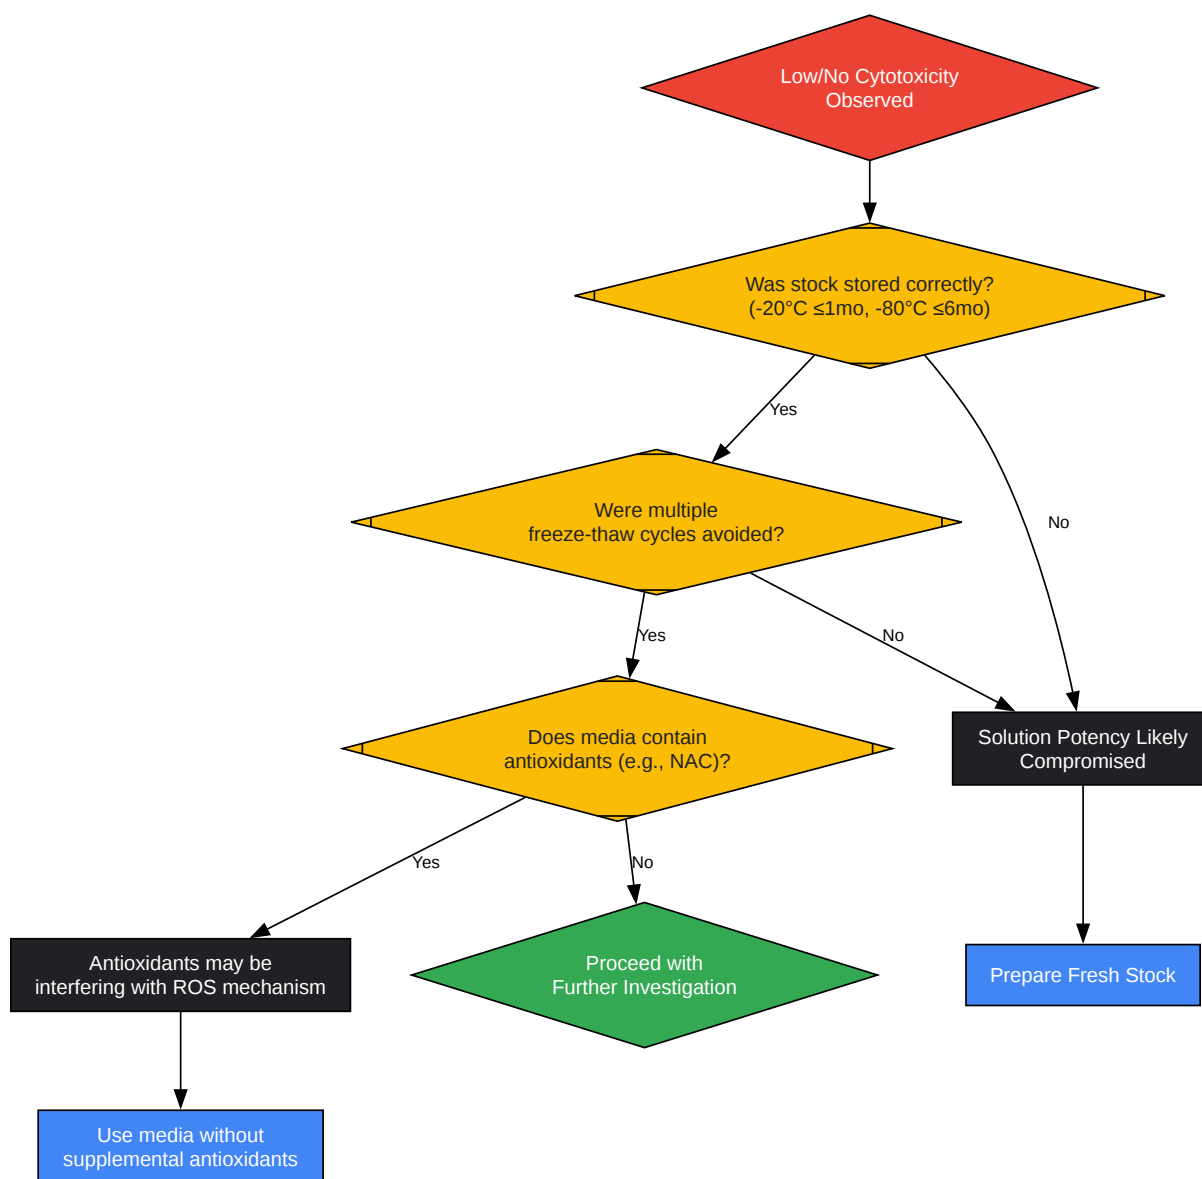 Low/No Cytotoxicity
Observed
Was stock stored correctly?
(-20°C ≤1mo, -80°C ≤6mo)
Yes
Were multiple
freeze-thaw cycles avoided?
No
Yes
No
Does media contain
antioxidants (e.g., NAC)?
Solution Potency Likely
Compromised
Yes
No
Antioxidants may be
interfering with ROS mechanism
Proceed with
Further Investigation
Prepare Fresh Stock
Use media without
supplemental antioxidants